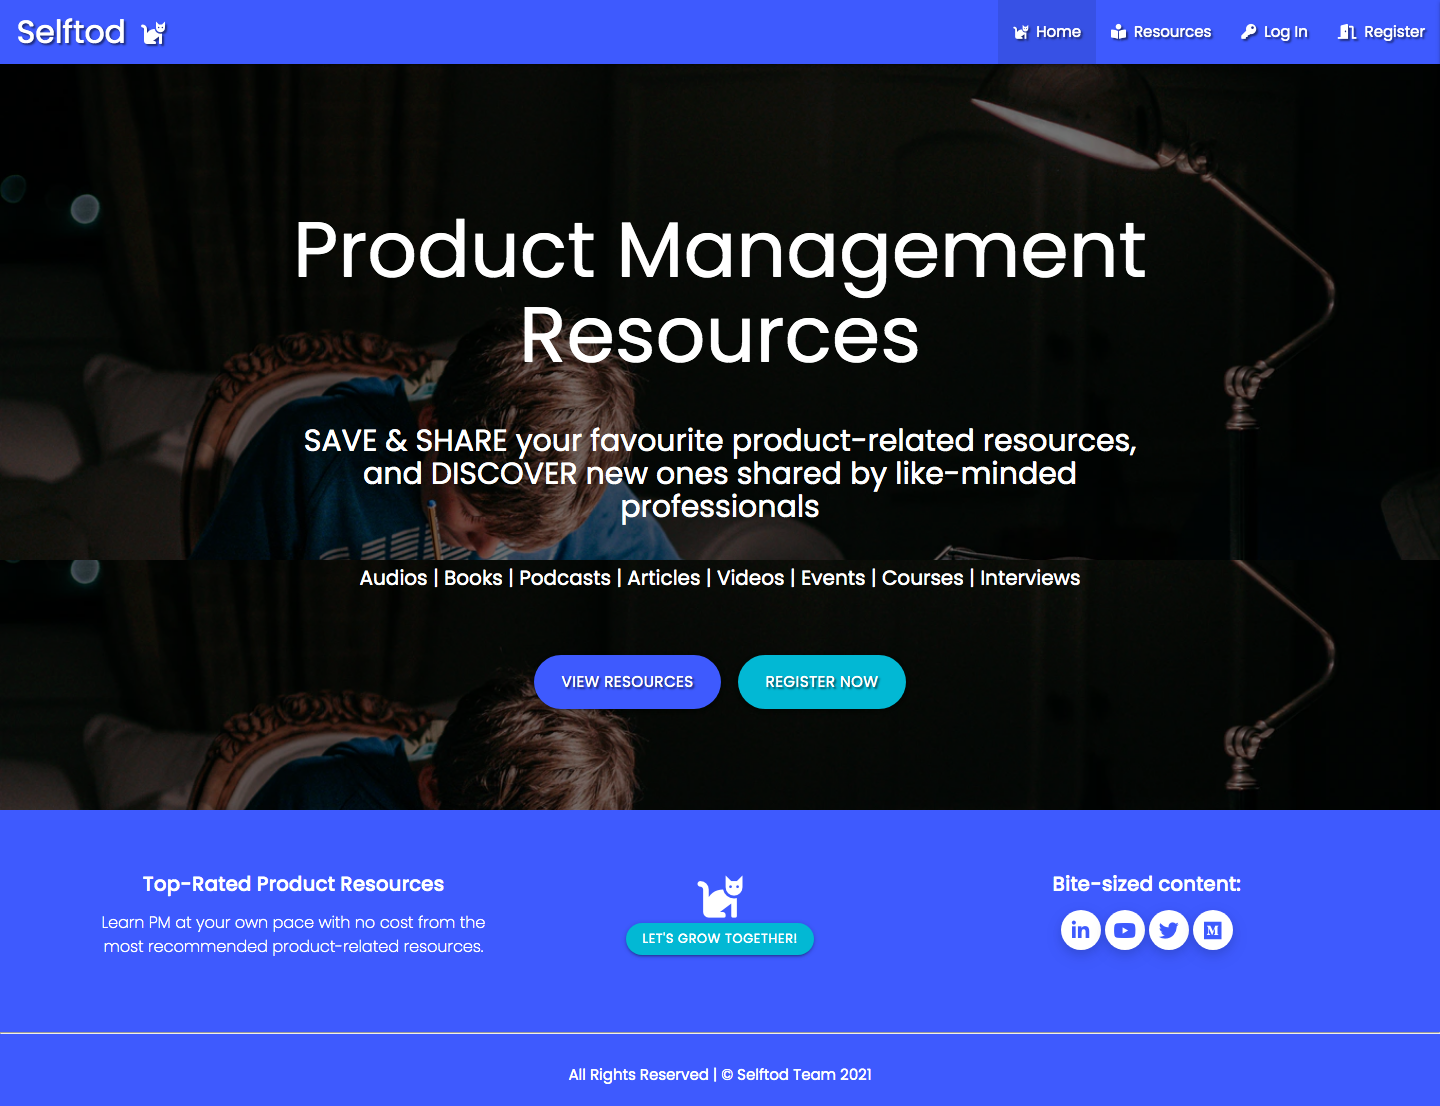 Selftod
Home
Resources
Log In
Register
Product Management
Resources
SAVE & SHARE your favourite product-related resources,
and DISCOVER new ones shared by like-minded
professionals
Audios | Books | Podcasts | Articles | Videos | Events | Courses | Interviews
VIEW RESOURCES
REGISTER NOW
Top-Rated Product Resources
Learn PM at your own pace with no cost from the
most recommended product-related resources.
LET'S GROW TOGETHER!
Bite-sized content:
All Rights Reserved | © Selftod Team 2021